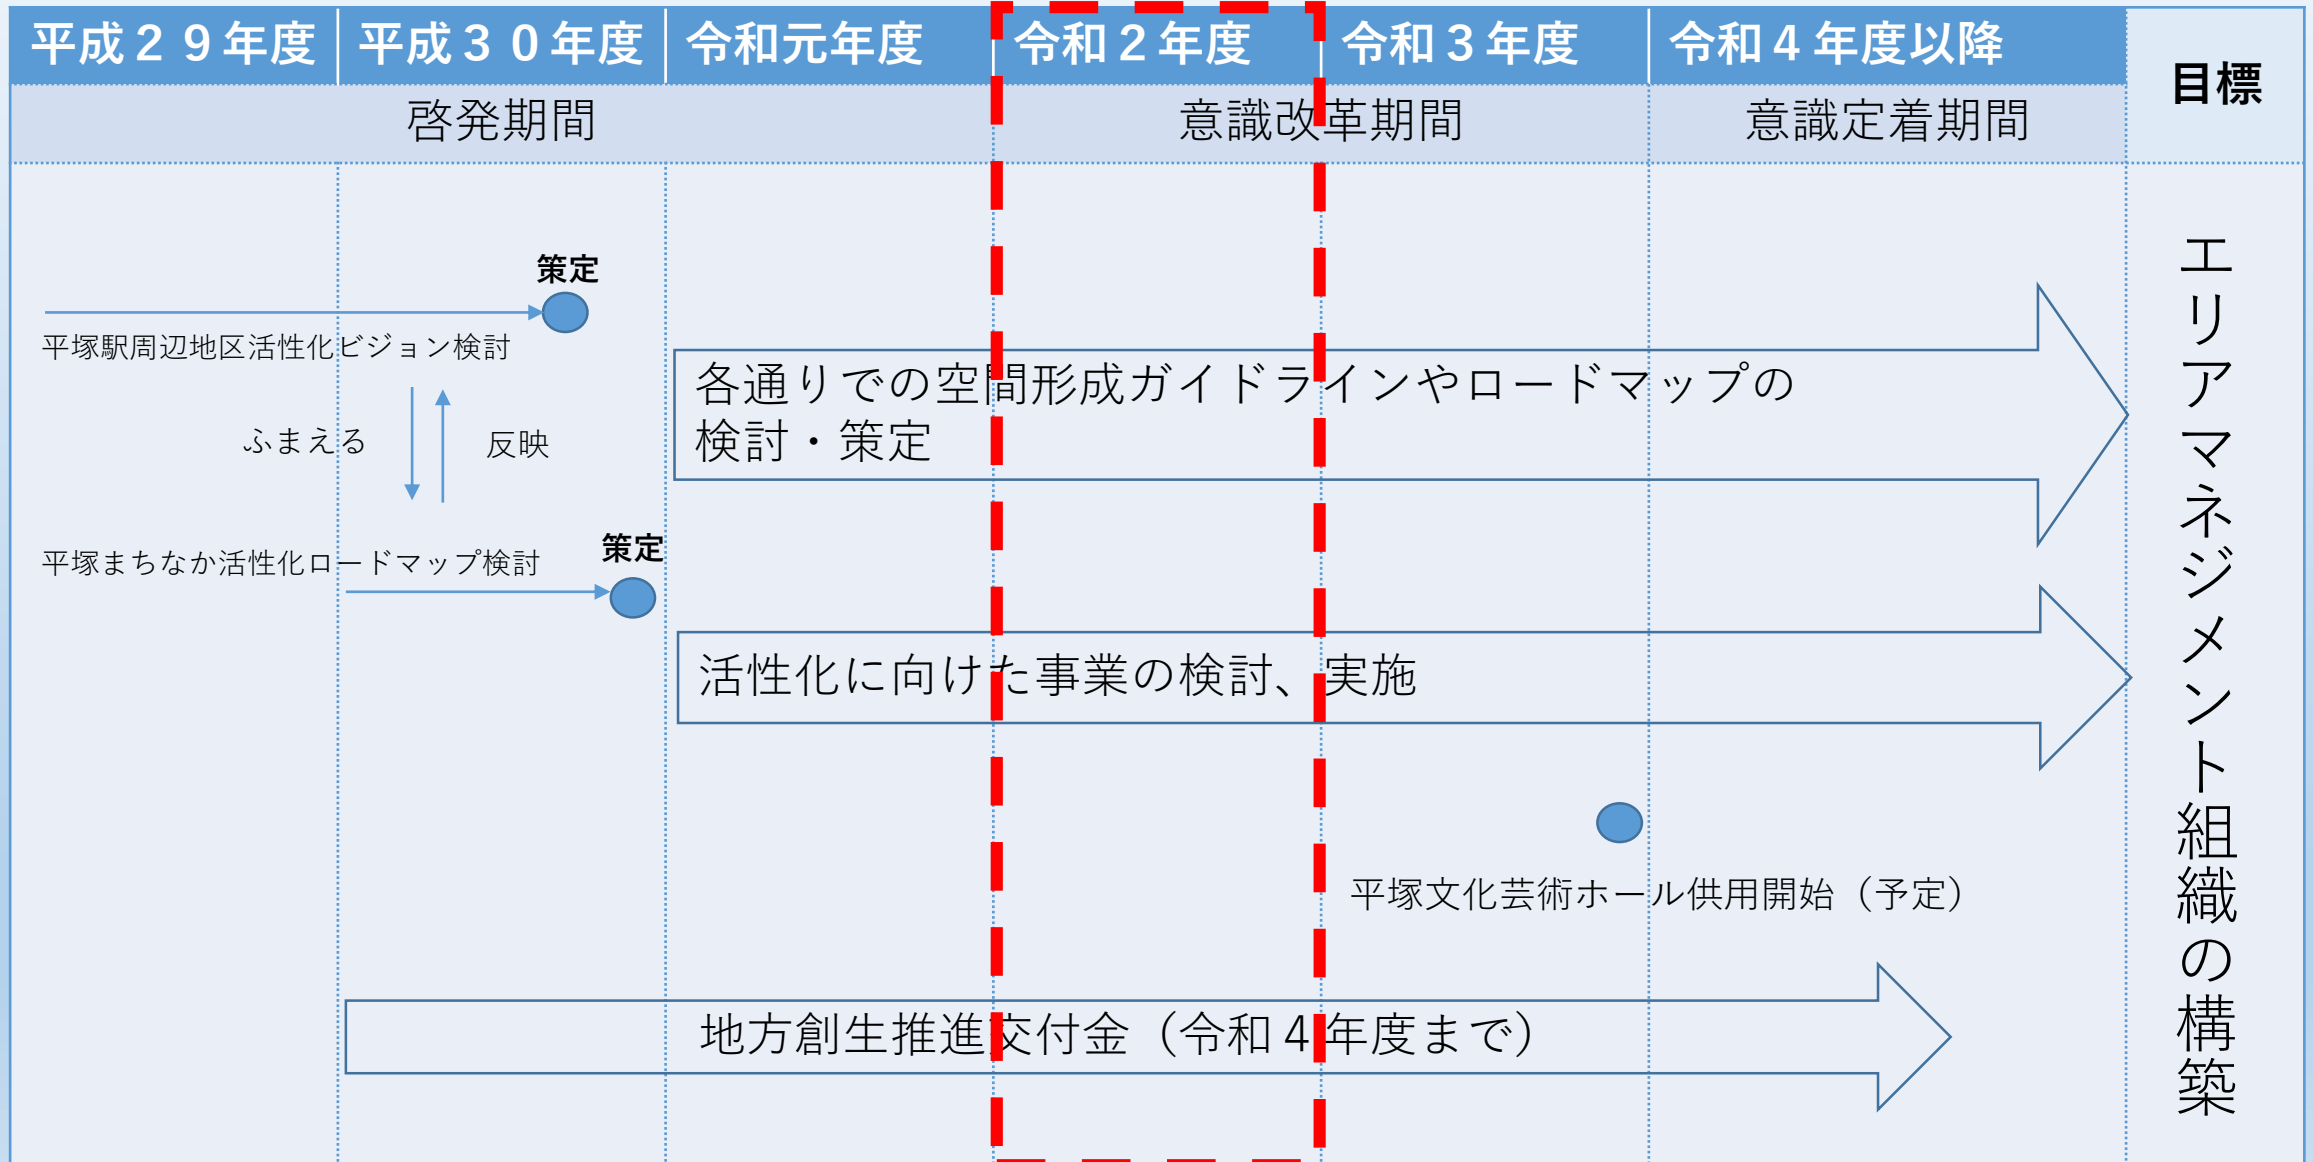 平成２９年度
平成３０年度
令和元年度
令和２年度
令和３年度
令和４年度以降
目標
啓発期間
意識改革期間
意識定着期間
策定
平塚駅周辺地区活性化ビジョン検討
ふまえる
反映
各通りでの空間形成ガイドラインやロードマップの
検討・策定
策定
平塚まちなか活性化ロードマップ検討
活性化に向けた事業の検討、実施
平塚文化芸術ホール供用開始（予定）
地方創生推進交付金（令和４年度まで）
エリアマネジメント組織の構築